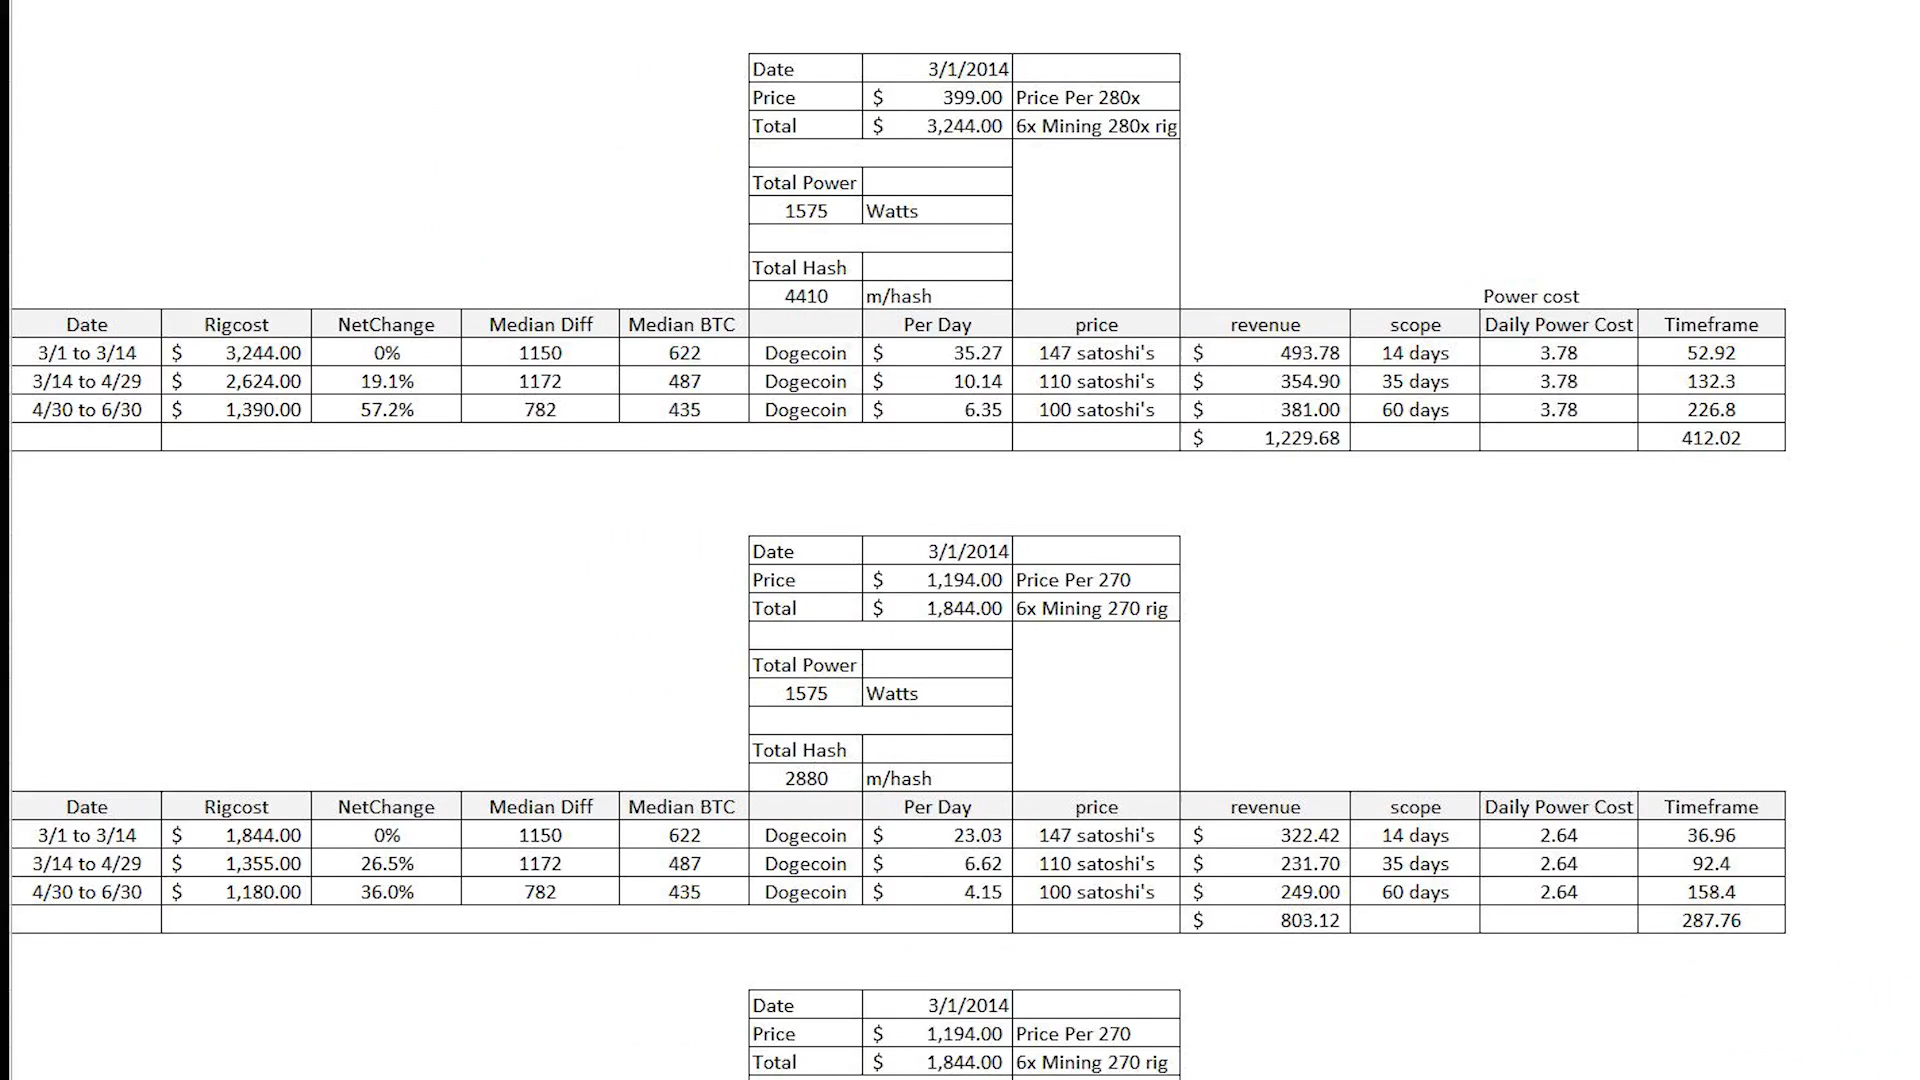 Date 3/1/2014
Price $ 399.00 Price Per 280x
Total $ 3,244.00 6x Mining 280x rig
Total Power
1575 Watts
Total Hash
4410 m/hash Power cost
Date Rigcost NetChange Median Diff Median BTC Per Day price revenue scope Daily Power Cost Timeframe
3/1 to 3/14 $ 3,244.00 0% 1150 622 Dogecoin $ 35.27 147 satoshi's $ 493.78 14 days 3.78 52.92
3/14 to 4/29 $ 2,624.00 19.1% 1172 487 Dogecoin $ 10.14 110 satoshi's $ 354.90 35 days 3.78 132.3
4/30 to 6/30 $ 1,390.00 57.2% 782 435 Dogecoin $ 6.35 100 satoshi's $ 381.00 60 days 3.78 226.8
$ 1,229.68 412.02
Date 3/1/2014
Price $ 1,194.00 Price Per 270
Total $ 1,844.00 6x Mining 270 rig
Total Power
1575 Watts
Total Hash
2880 m/hash
Date Rigcost NetChange Median Diff Median BTC Per Day price revenue scope Daily Power Cost Timeframe
3/1 to 3/14 $ 1,844.00 0% 1150 622 Dogecoin $ 23.03 147 satoshi's $ 322.42 14 days 2.64 36.96
3/14 to 4/29 $ 1,355.00 26.5% 1172 487 Dogecoin $ 6.62 110 satoshi's $ 231.70 35 days 2.64 92.4
4/30 to 6/30 $ 1,180.00 36.0% 782 435 Dogecoin $ 4.15 100 satoshi's $ 249.00 60 days 2.64 158.4
$ 803.12 287.76
Date 3/1/2014
Price $ 1,194.00 Price Per 270
Total $ 1,844.00 6x Mining 270 rig